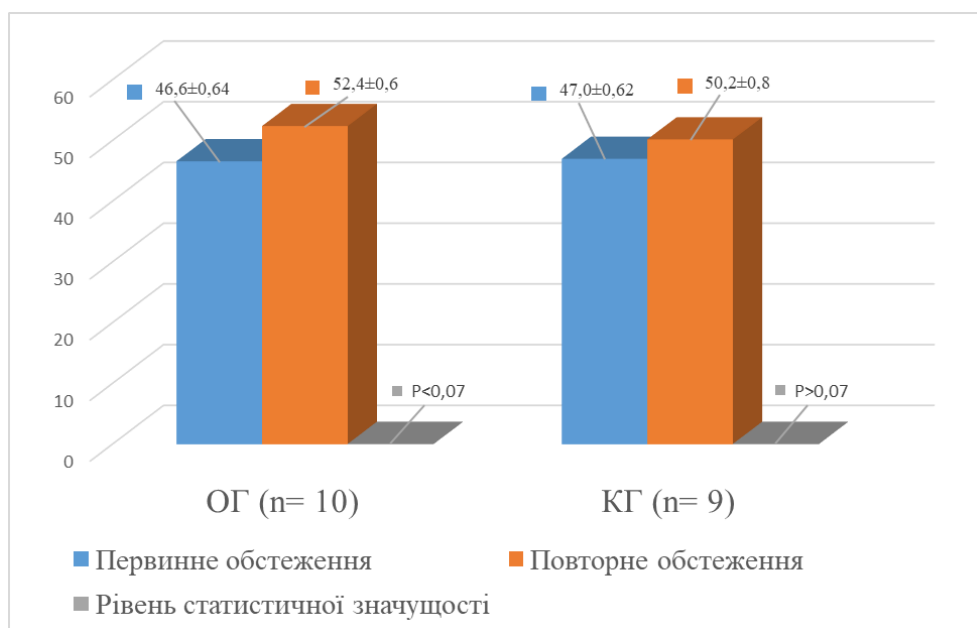 60
50
40
30
20
10
0
46,6±0,64
52,4±0,6
47,0±0,62
50,2±0,8
P<0,07
P>0,07
ОГ (n= 10)
КГ (n= 9)
Первинне обстеження
Повторне обстеження
Рівень статистичної значущості